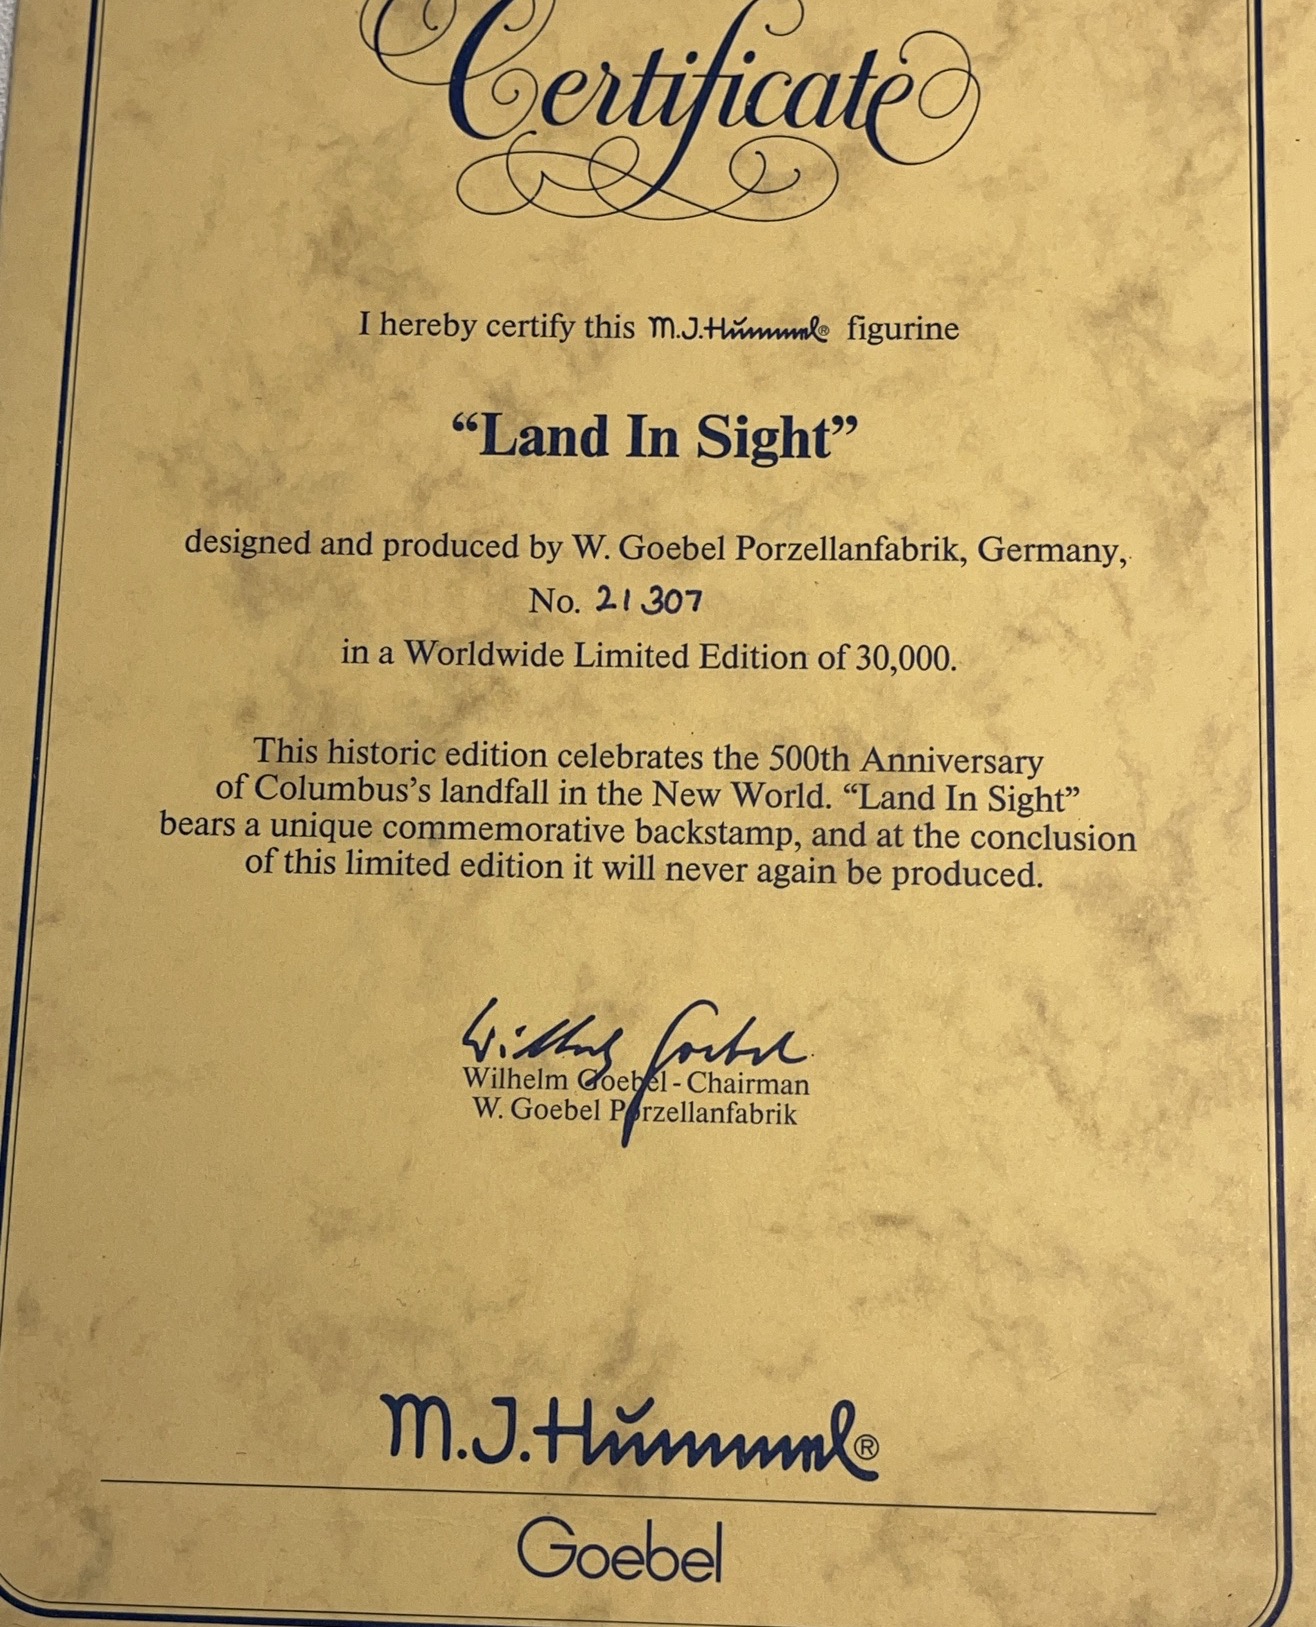 Certificate
I hereby certify this M.J.Hummel® figurine
“Land In Sight”
designed and produced by W. Goebel Porzellanfabrik, Germany,
No. 21307
in a Worldwide Limited Edition of 30,000.
This historic edition celebrates the 500th Anniversary
of Columbus’s landfall in the New World. “Land In Sight”
bears a unique commemorative backstamp, and at the conclusion
of this limited edition it will never again be produced.
Wilhelm Goebel
Wilhelm Goebel - Chairman
W. Goebel Porzellanfabrik
M.J.Hummel®
Goebel